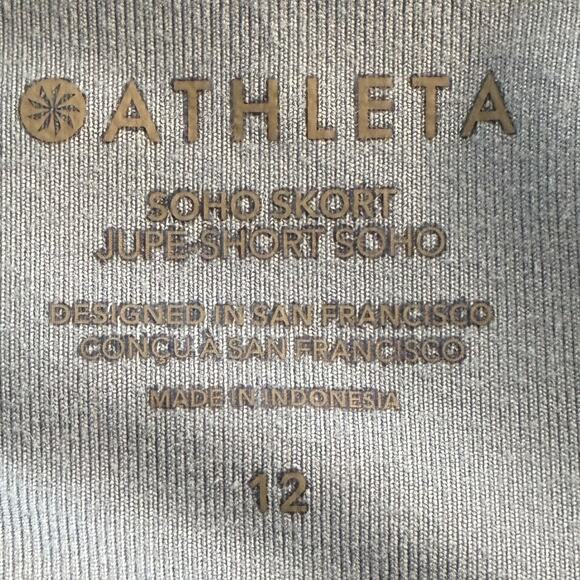 ATHLETA
SOHO SKORT
JUPE-SHORT SOHO
DESIGNED IN SAN FRANCISCO
CONÇU À SAN FRANCISCO
MADE IN INDONESIA
12